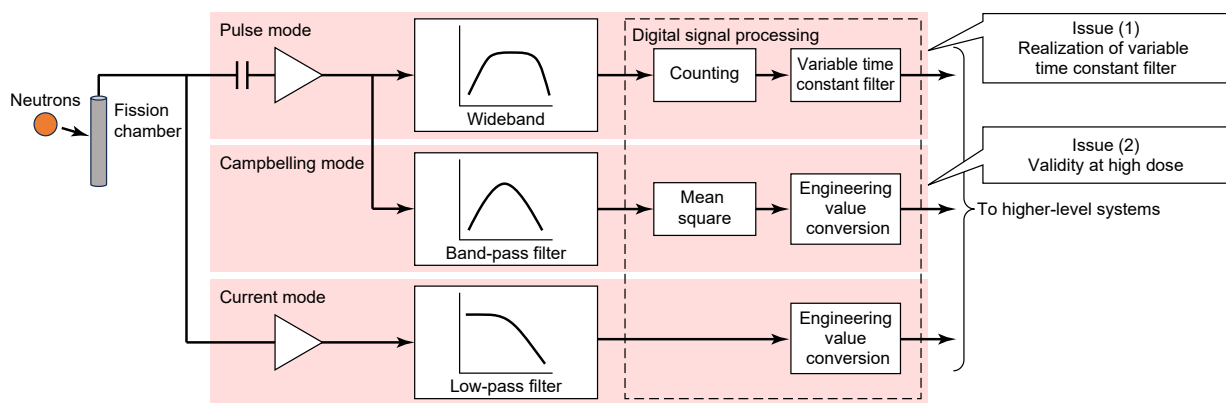 Neutrons
Fission
chamber
Pulse mode
Wideband
Digital signal processing
Counting
Variable time
constant filter
Issue (1)
Realization of variable
time constant filter
Campbelling mode
Band-pass filter
Mean
square
Engineering
value
conversion
Issue (2)
Validity at high dose
To higher-level systems
Current mode
Low-pass filter
Engineering
value
conversion